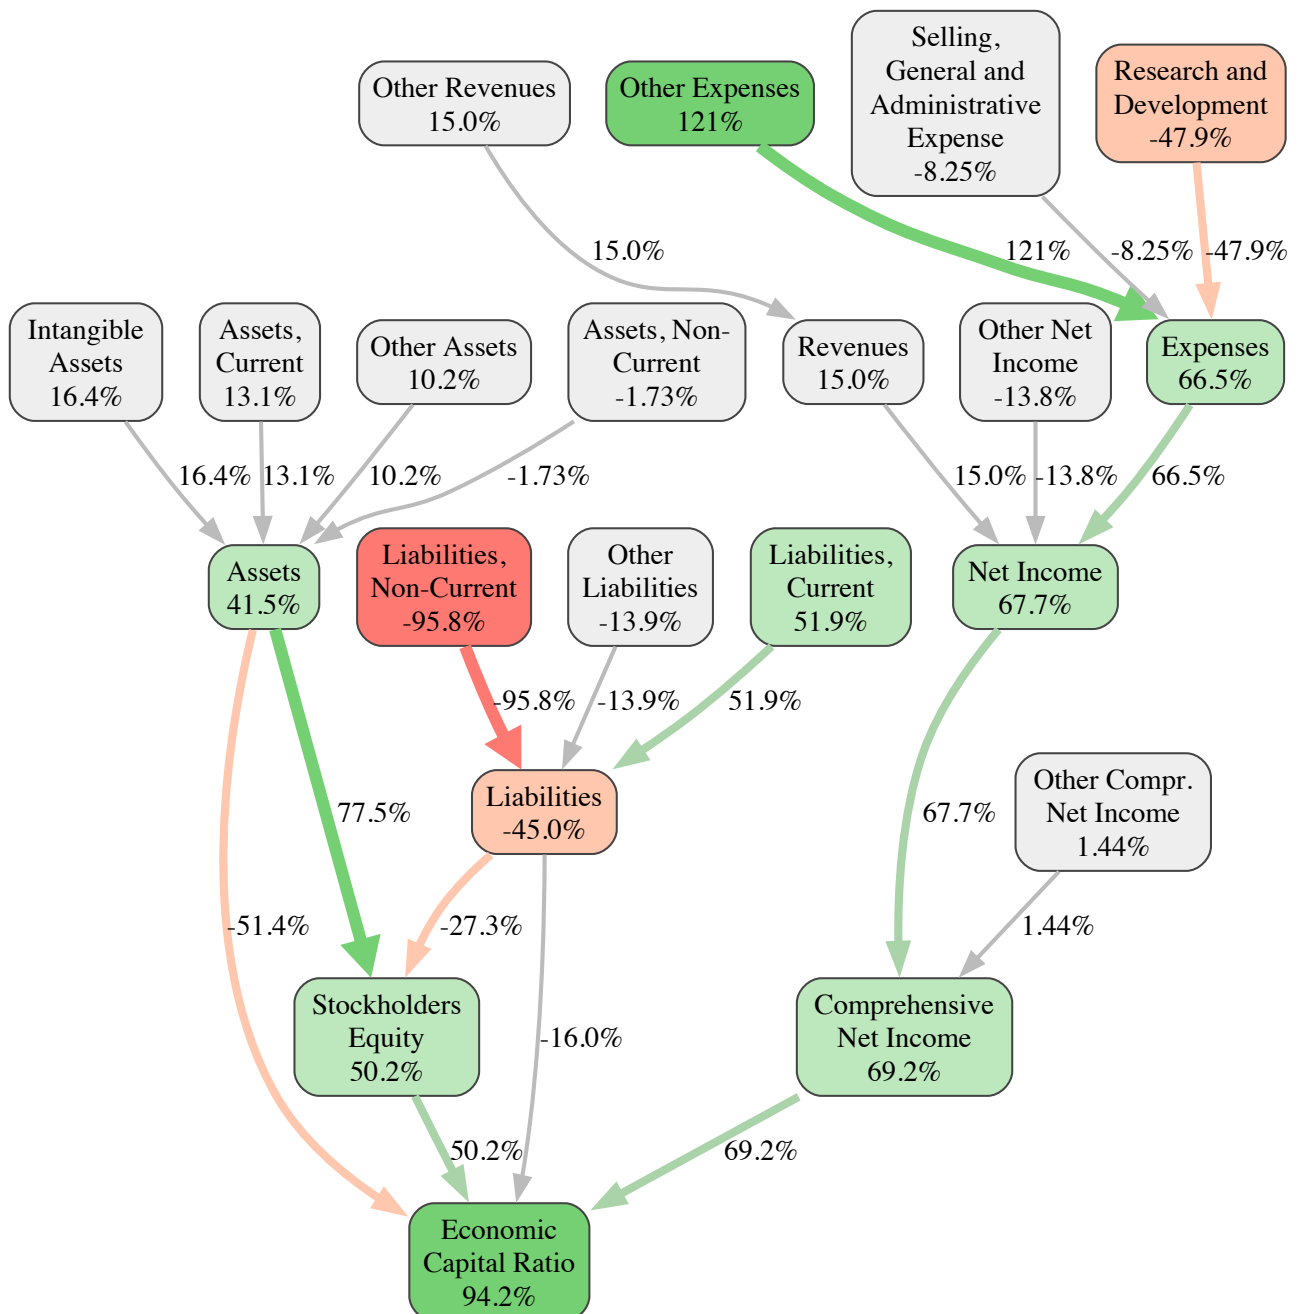 Other Revenues
15.0%
Other Expenses
121%
Selling,
General and
Administrative
Expense
-8.25%
Research and
Development
-47.9%
15.0%
121%
-8.25%
-47.9%
Intangible
Assets
16.4%
Assets,
Current
13.1%
Other Assets
10.2%
Assets, Non-
Current
-1.73%
Revenues
15.0%
Other Net
Income
-13.8%
Expenses
66.5%
16.4%
13.1%
10.2%
-1.73%
15.0%
-13.8%
66.5%
Assets
41.5%
Liabilities,
Non-Current
-95.8%
Other
Liabilities
-13.9%
Liabilities,
Current
51.9%
Net Income
67.7%
-95.8%
-13.9%
51.9%
Liabilities
-45.0%
Other Compr.
Net Income
1.44%
77.5%
67.7%
-51.4%
-27.3%
1.44%
Stockholders
Equity
50.2%
-16.0%
Comprehensive
Net Income
69.2%
50.2%
69.2%
Economic
Capital Ratio
94.2%